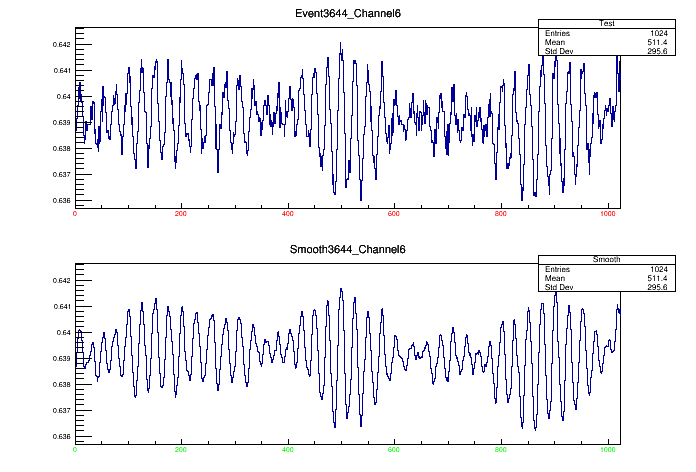 Event3644_Channel6
Test
Entries 1024
Mean 511.4
Std Dev 295.6
0.642
0.641
0.64
0.639
0.638
0.637
0.636
0 200 400 600 800 1000
Smooth3644_Channel6
Smooth
Entries 1024
Mean 511.4
Std Dev 295.6
0.642
0.641
0.64
0.639
0.638
0.637
0.636
0 200 400 600 800 1000